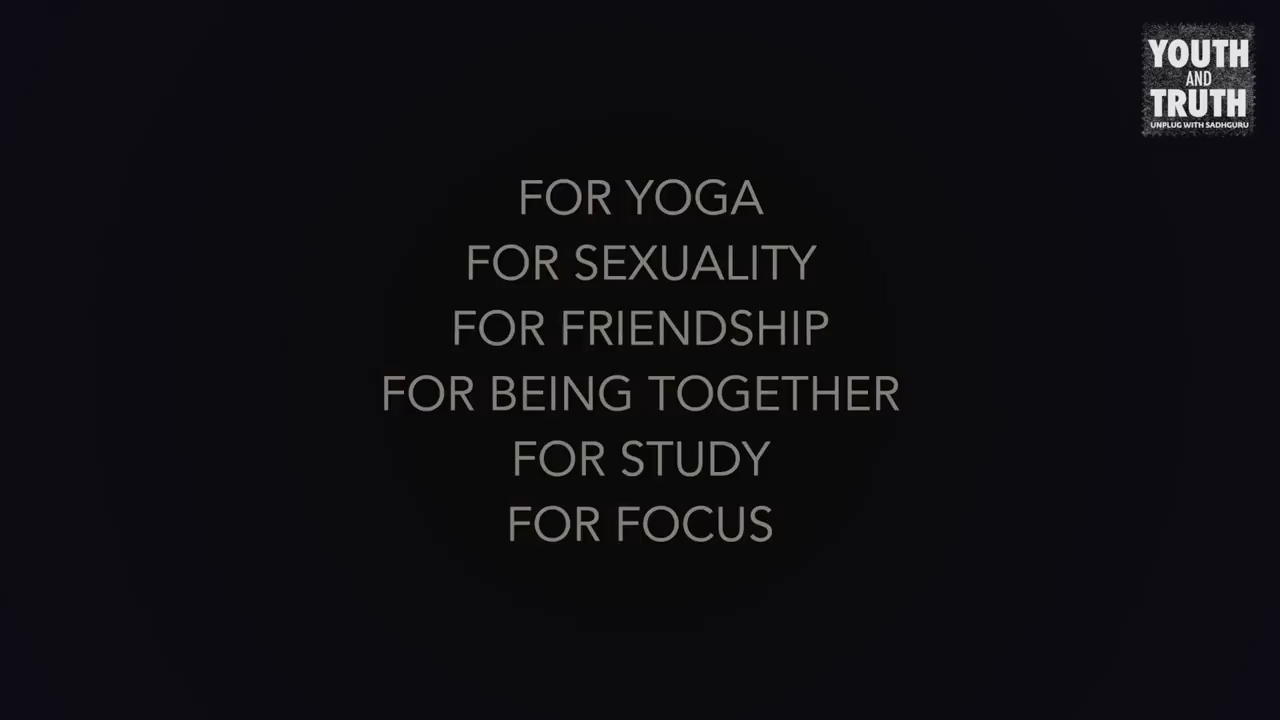 YOUTH
AND
TRUTH
UNPLUG WITH SADHGURU
FOR YOGA
FOR SEXUALITY
FOR FRIENDSHIP
FOR BEING TOGETHER
FOR STUDY
FOR FOCUS